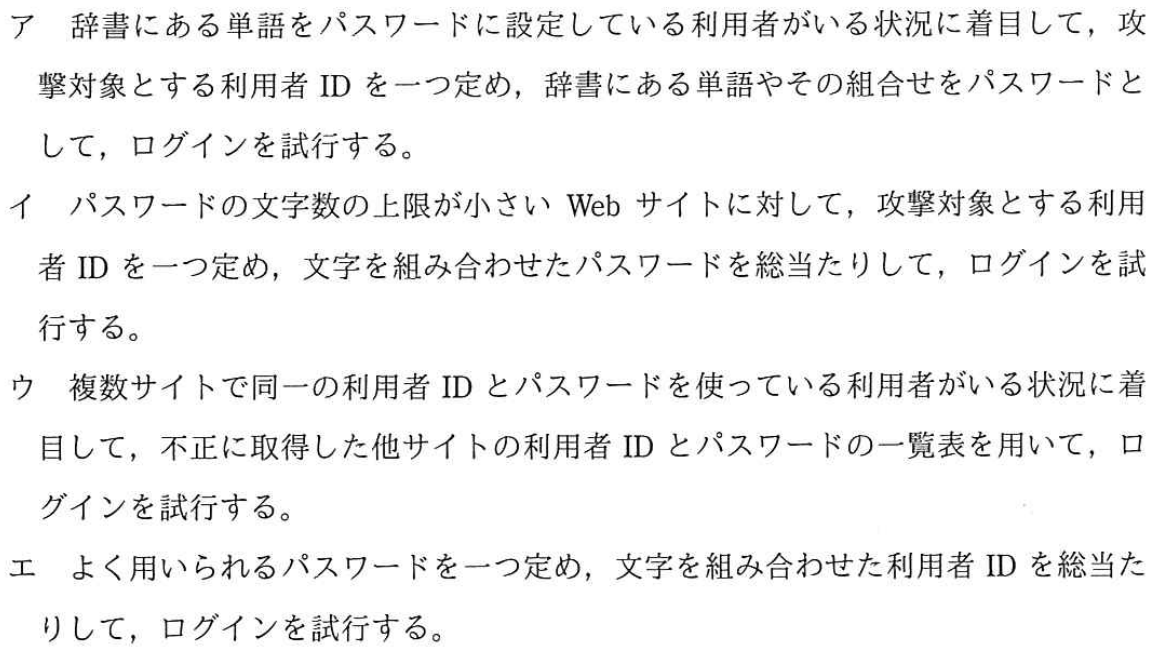 ア　辞書にある単語をパスワードに設定している利用者がいる状況に着目して，攻
撃対象とする利用者 ID を一つ定め，辞書にある単語やその組合せをパスワードと
して，ログインを試行する。
イ　パスワードの文字数の上限が小さい Web サイトに対して，攻撃対象とする利用
者 ID を一つ定め，文字を組み合わせたパスワードを総当たりして，ログインを試
行する。
ウ　複数サイトで同一の利用者 ID とパスワードを使っている利用者がいる状況に着
目して，不正に取得した他サイトの利用者 ID とパスワードの一覧表を用いて，ロ
グインを試行する。
エ　よく用いられるパスワードを一つ定め，文字を組み合わせた利用者 ID を総当た
りして，ログインを試行する。